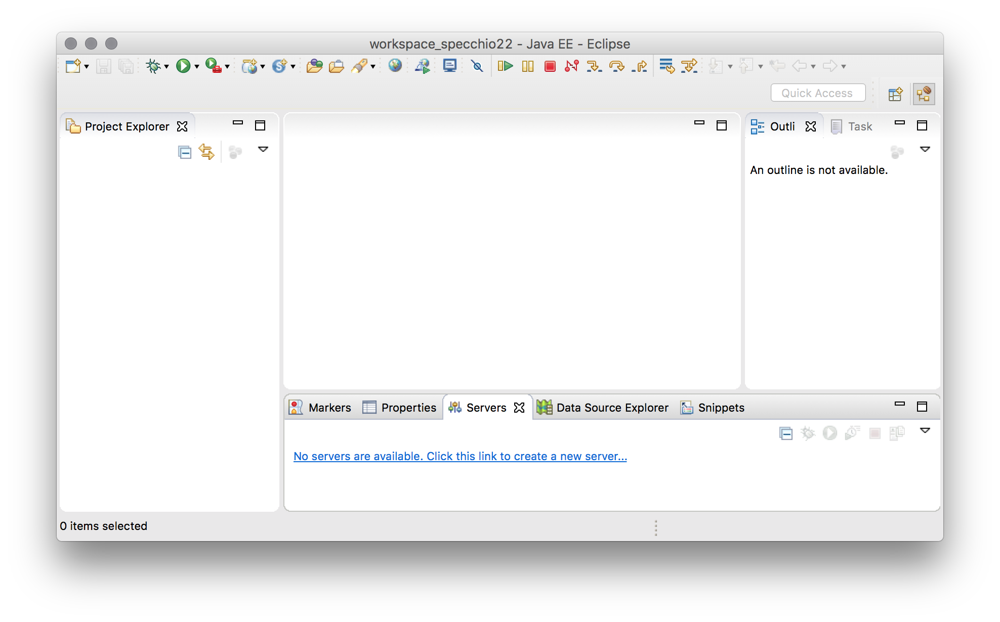 workspace_specchio22 - Java EE - Eclipse
Quick Access
Project Explorer
Outli
Task
An outline is not available.
Markers
Properties
Servers
Data Source Explorer
Snippets
No servers are available. Click this link to create a new server...
0 items selected